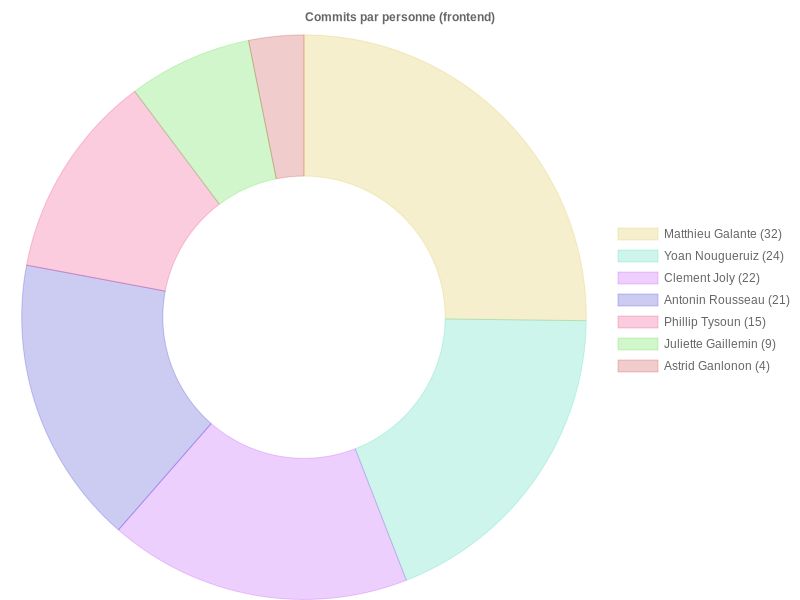 Commits par personne (frontend)
Matthieu Galante (32)
Yoan Nougueruiz (24)
Clement Joly (22)
Antonin Rousseau (21)
Phillip Tysoun (15)
Juliette Gaillemin (9)
Astrid Ganlonon (4)